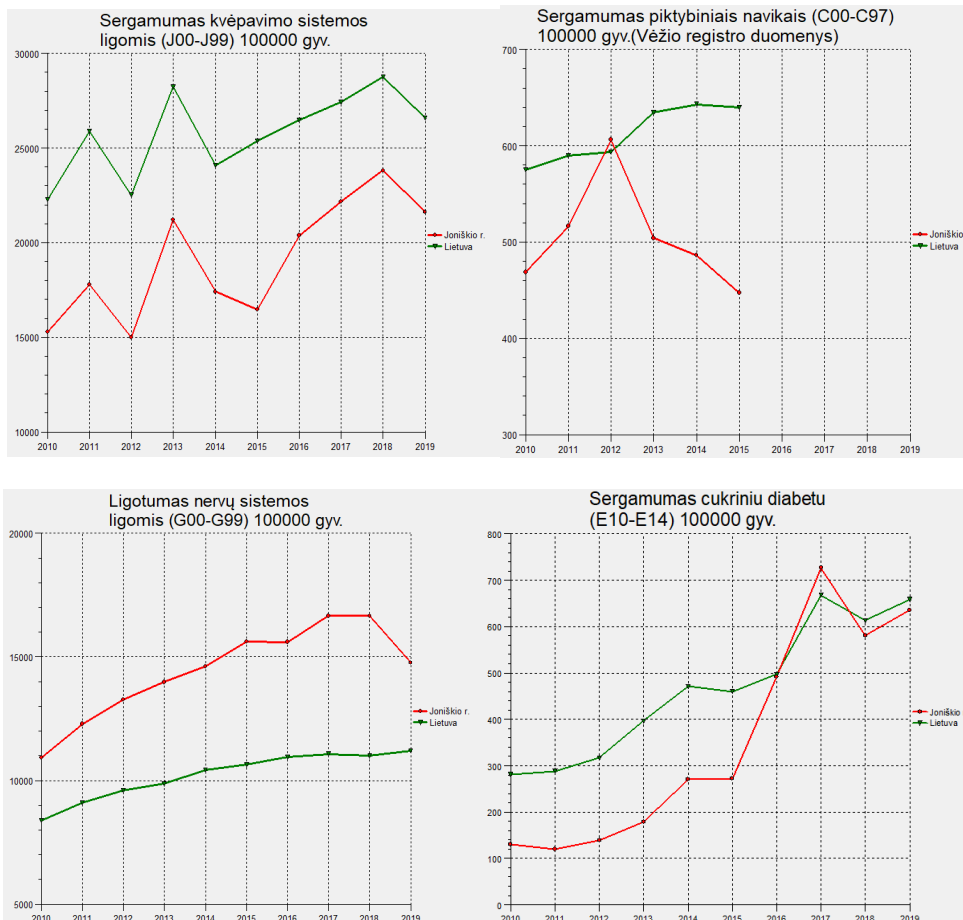 Sergamumas kvėpavimo sistemos
ligomis (J00-J99) 100000 gyv.
30000
25000
20000
15000
10000
2010 2011 2012 2013 2014 2015 2016 2017 2018 2019
Joniškio r.
Lietuva
Sergamumas piktybiniais navikais (C00-C97)
100000 gyv.(Vėžio registro duomenys)
700
600
500
400
300
2010 2011 2012 2013 2014 2015 2016 2017 2018 2019
Joniškio
Lietuva
Ligotumas nervų sistemos
ligomis (G00-G99) 100000 gyv.
20000
15000
10000
5000
2010 2011 2012 2013 2014 2015 2016 2017 2018 2019
Joniškio r.
Lietuva
Sergamumas cukriniu diabetu
(E10-E14) 100000 gyv.
800
700
600
500
400
300
200
100
0
2010 2011 2012 2013 2014 2015 2016 2017 2018 2019
Joniškio
Lietuva